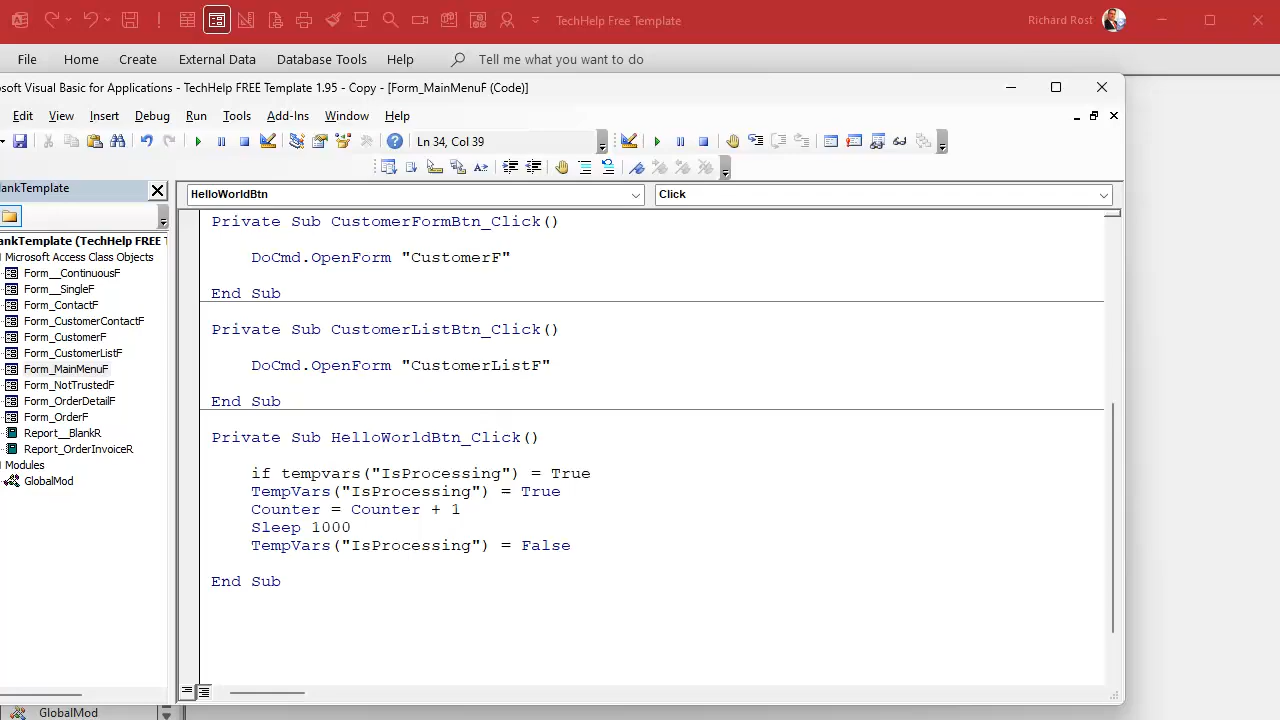 TechHelp Free Template
Richard Rost
File Home Create External Data Database Tools Help Tell me what you want to do
osoft Visual Basic for Applications - TechHelp FREE Template 1.95 - Copy - [Form_MainMenuF (Code)]
Edit View Insert Debug Run Tools Add-Ins Window Help
Ln 34, Col 39
lankTemplate
HelloWorldBtn
Click
ankTemplate (TechHelp FREE T
Microsoft Access Class Objects
Form__ContinuousF
Form__SingleF
Form_ContactF
Form_CustomerContactF
Form_CustomerF
Form_CustomerListF
Form_MainMenuF
Form_NotTrustedF
Form_OrderDetailF
Form_OrderF
Report__BlankR
Report_OrderInvoiceR
Modules
GlobalMod
Private Sub CustomerFormBtn_Click()
DoCmd.OpenForm "CustomerF"
End Sub
Private Sub CustomerListBtn_Click()
DoCmd.OpenForm "CustomerListF"
End Sub
Private Sub HelloWorldBtn_Click()
if tempvars("IsProcessing") = True
TempVars("IsProcessing") = True
Counter = Counter + 1
Sleep 1000
TempVars("IsProcessing") = False
End Sub
GlobalMod